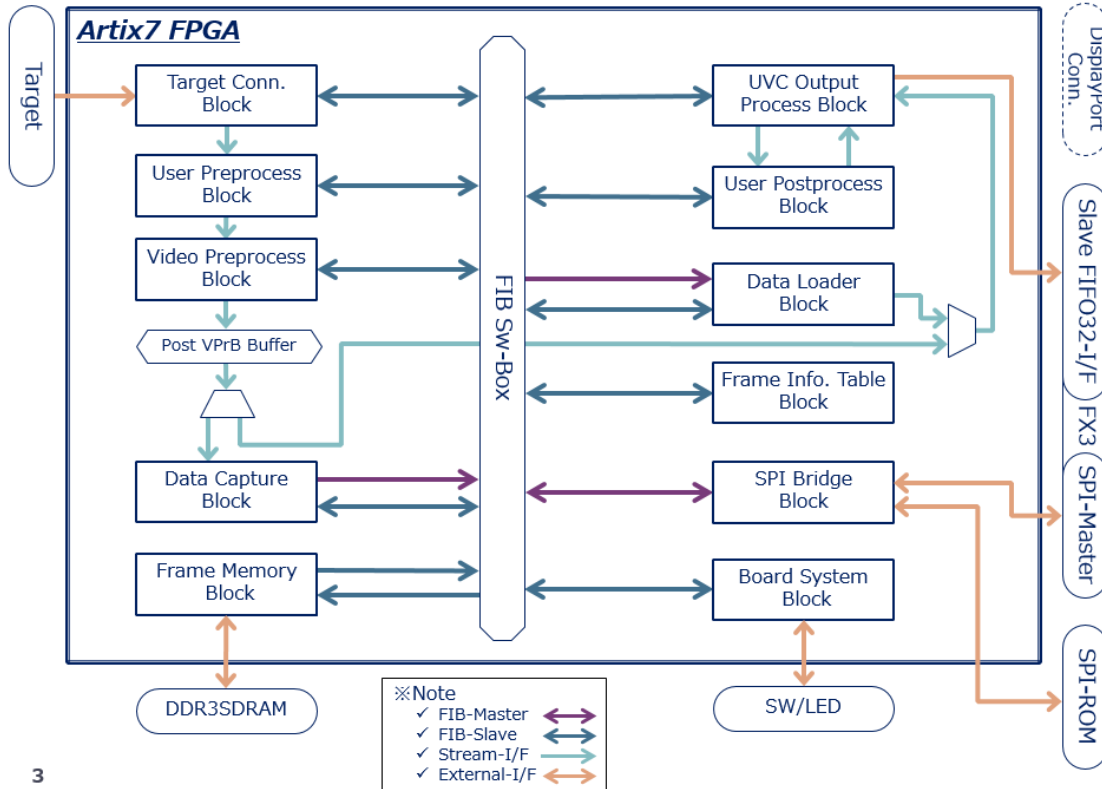 Artix7 FPGA
Target
Target Conn.
Block
User Preprocess
Block
Video Preprocess
Block
Post VPrB Buffer
Data Capture
Block
Frame Memory
Block
DDR3SDRAM
FIB Sw-Box
UVC Output
Process Block
User Postprocess
Block
Data Loader
Block
Frame Info. Table
Block
SPI Bridge
Block
Board System
Block
SW/LED
DisplayPort
Conn.
Slave FIFO32-I/F
FX3
SPI-Master
SPI-ROM
※Note
✓ FIB-Master
✓ FIB-Slave
✓ Stream-I/F
✓ External-I/F
3